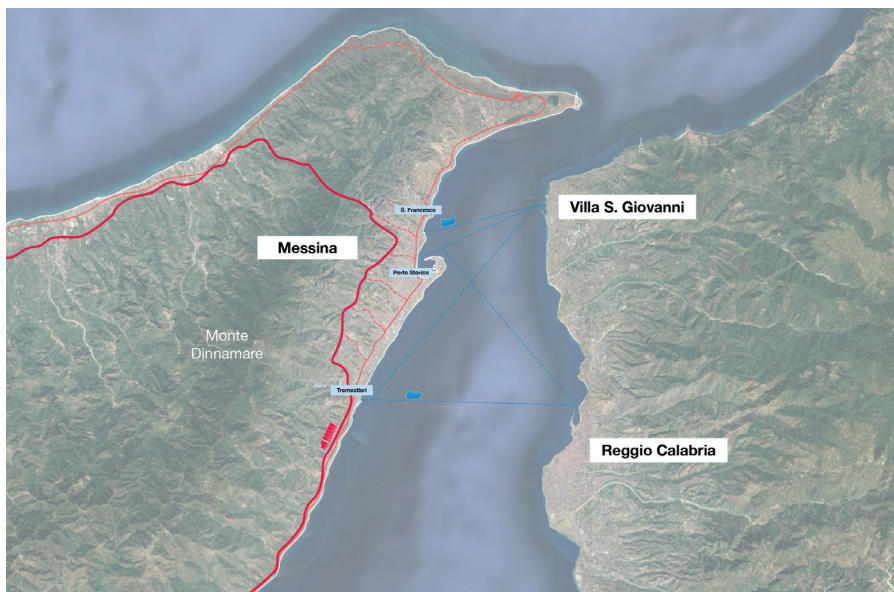 S. Francesco
Villa S. Giovanni
Messina
Porto Storico
Monte
Dinnamare
Tremestieri
Reggio Calabria